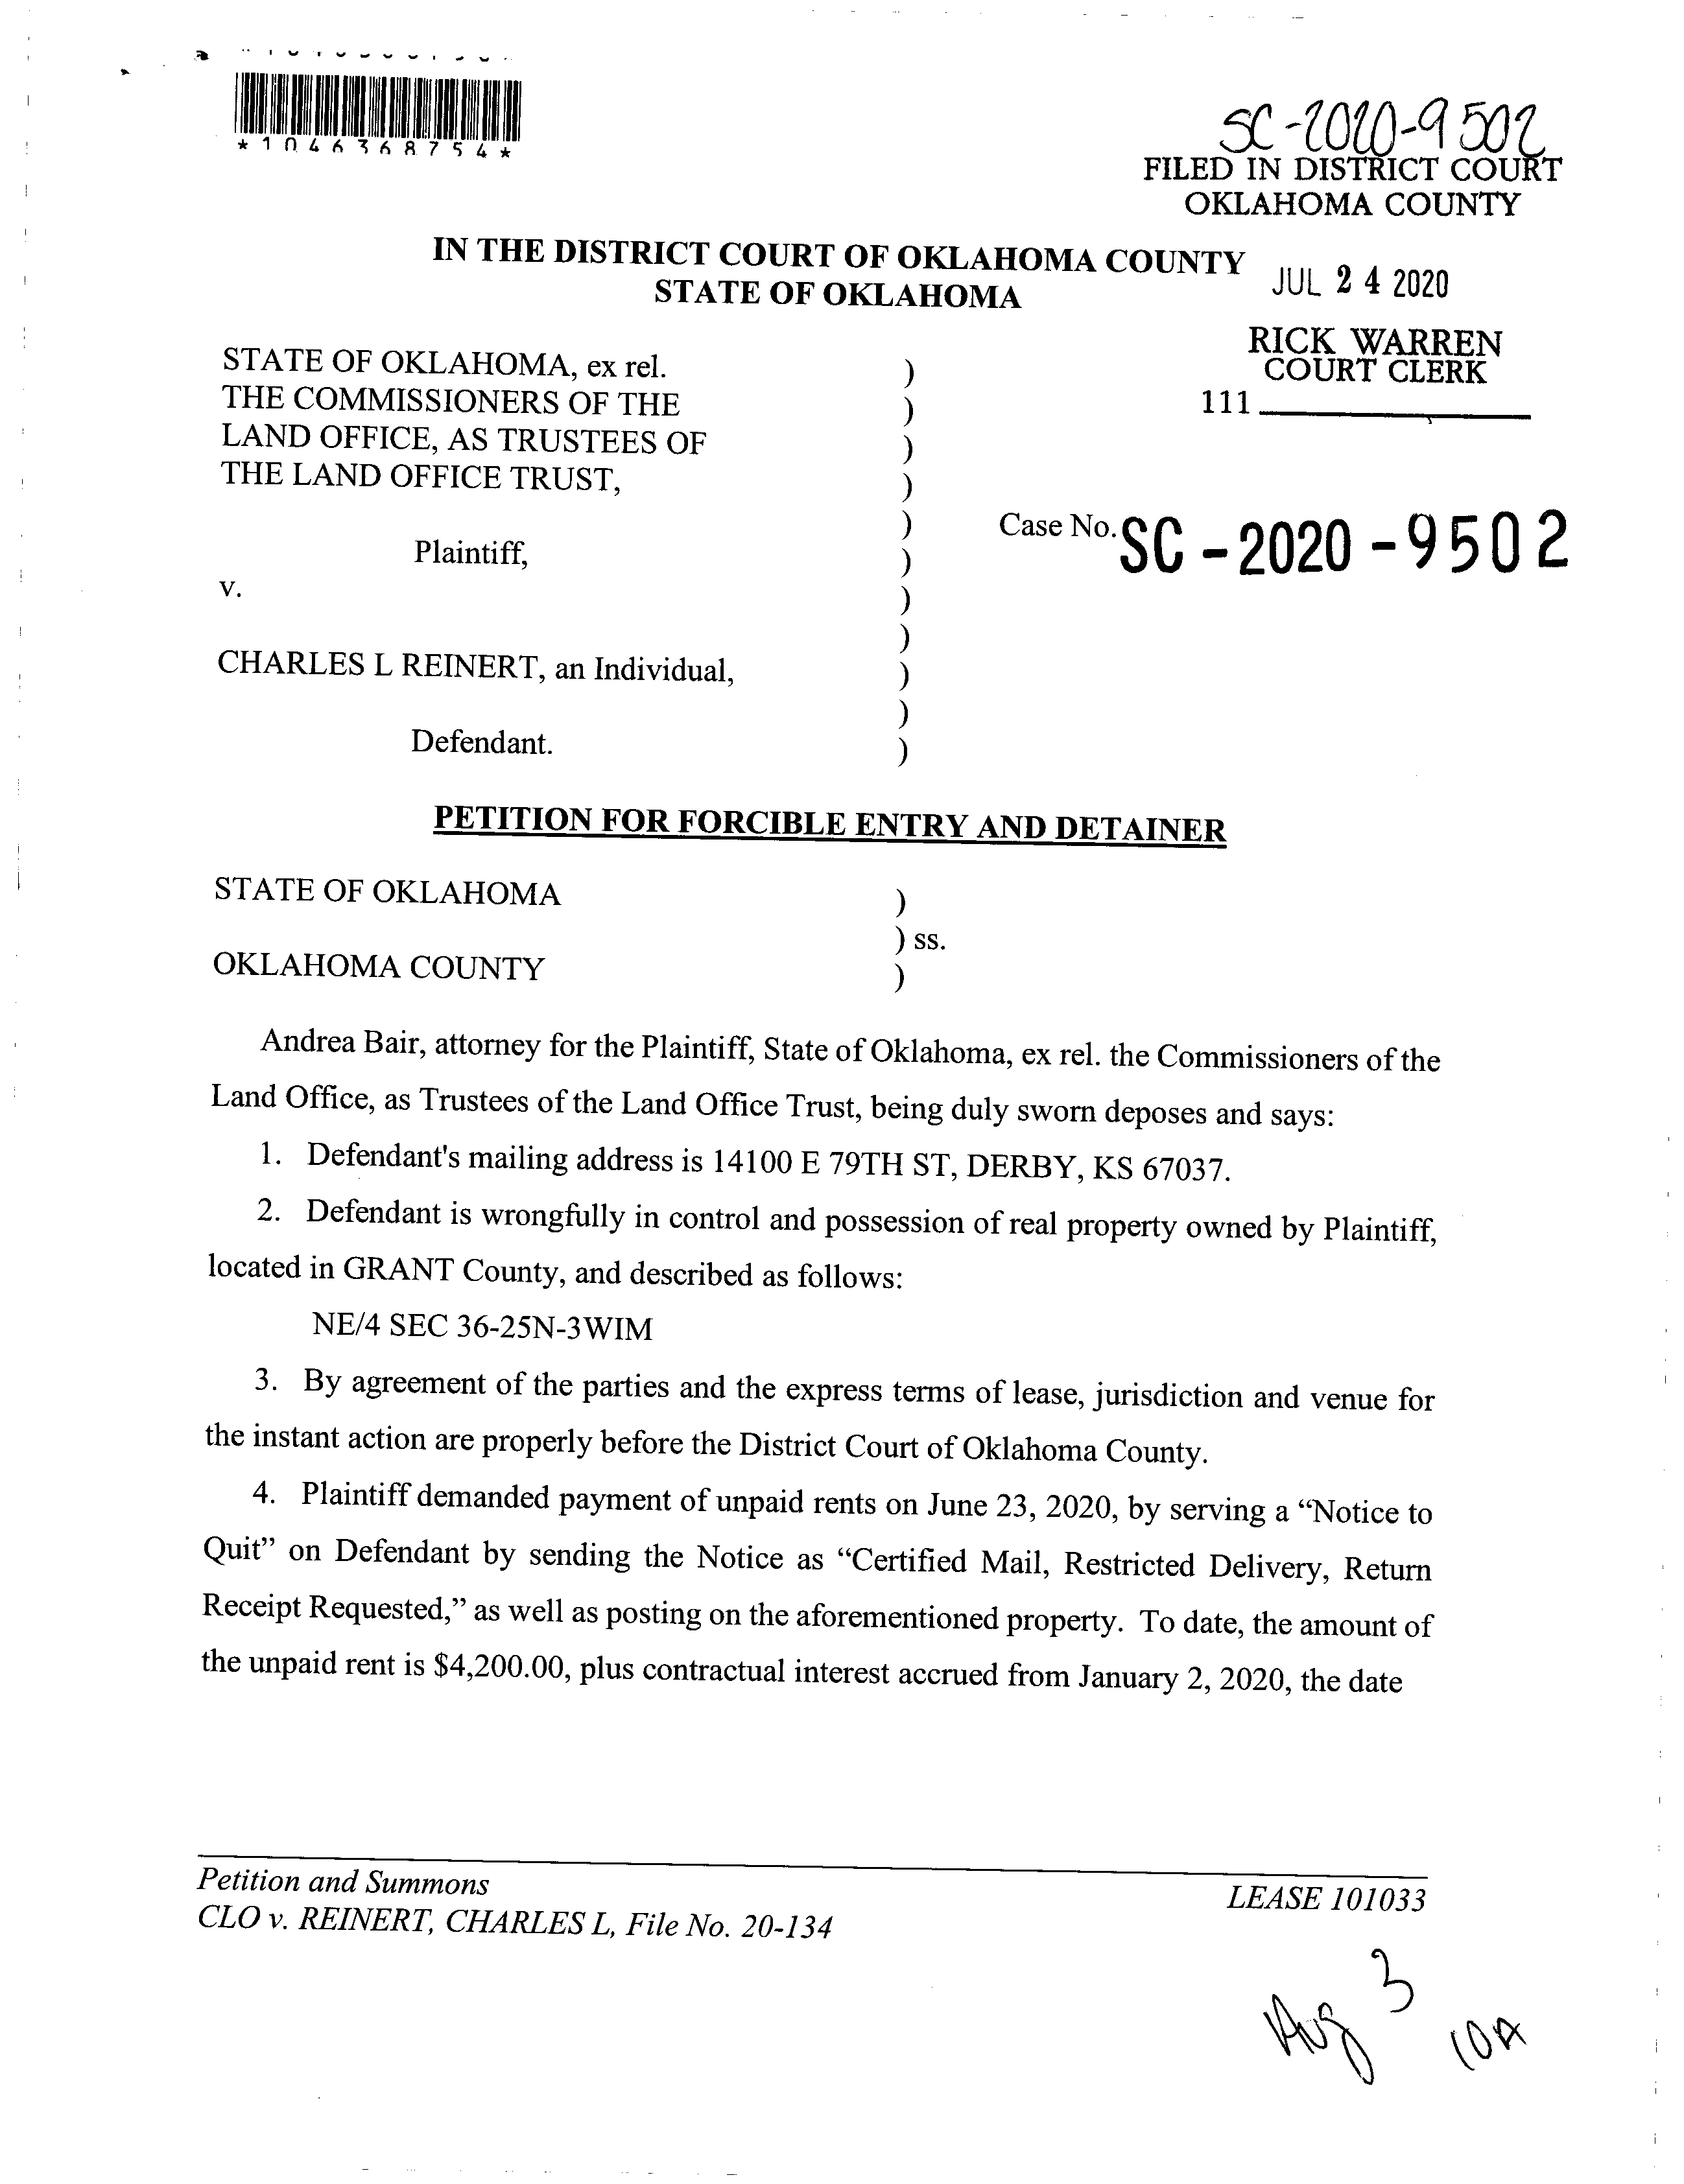 *1046368754*
SC-2020-9502
FILED IN DISTRICT COURT
OKLAHOMA COUNTY
IN THE DISTRICT COURT OF OKLAHOMA COUNTY
STATE OF OKLAHOMA
JUL 24 2020
RICK WARREN
COURT CLERK
111
STATE OF OKLAHOMA, ex rel. )
THE COMMISSIONERS OF THE )
LAND OFFICE, AS TRUSTEES OF )
THE LAND OFFICE TRUST, )
)
Plaintiff, )
v. )
)
CHARLES L REINERT, an Individual, )
)
Defendant. )
Case No. SC-2020-9502
PETITION FOR FORCIBLE ENTRY AND DETAINER
STATE OF OKLAHOMA )
) ss.
OKLAHOMA COUNTY )
Andrea Bair, attorney for the Plaintiff, State of Oklahoma, ex rel. the Commissioners of the
Land Office, as Trustees of the Land Office Trust, being duly sworn deposes and says:
1. Defendant's mailing address is 14100 E 79TH ST, DERBY, KS 67037.
2. Defendant is wrongfully in control and possession of real property owned by Plaintiff,
located in GRANT County, and described as follows:
NE/4 SEC 36-25N-3WIM
3. By agreement of the parties and the express terms of lease, jurisdiction and venue for
the instant action are properly before the District Court of Oklahoma County.
4. Plaintiff demanded payment of unpaid rents on June 23, 2020, by serving a “Notice to
Quit” on Defendant by sending the Notice as “Certified Mail, Restricted Delivery, Return
Receipt Requested,” as well as posting on the aforementioned property. To date, the amount of
the unpaid rent is $4,200.00, plus contractual interest accrued from January 2, 2020, the date
Petition and Summons
CLO v. REINERT, CHARLES L, File No. 20-134
LEASE 101033
Aug 3
10A